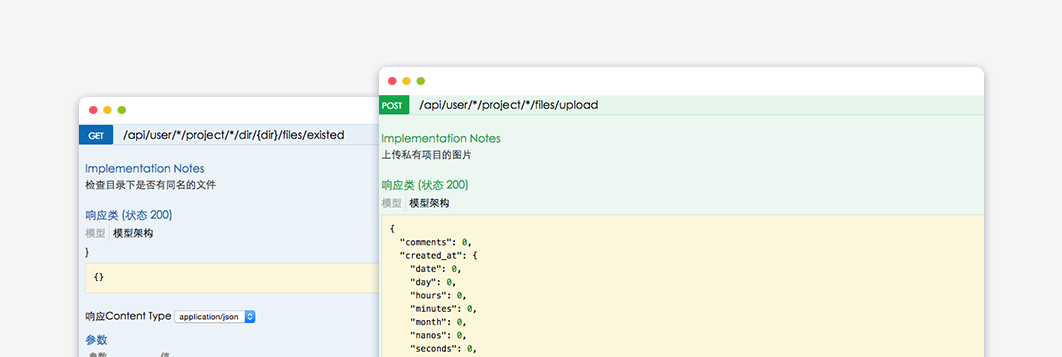 GET /api/user/*/project/*/dir/{dir}/files/existed
Implementation Notes
检查目录下是否有同名的文件
响应类 (状态 200)
模型 模型架构
}
{}
响应Content Type application/json
参数
参数 值
POST /api/user/*/project/*/files/upload
Implementation Notes
上传私有项目的图片
响应类 (状态 200)
模型 模型架构
{
"comments": 0,
"created_at": {
"date": 0,
"day": 0,
"hours": 0,
"minutes": 0,
"month": 0,
"nanos": 0,
"seconds": 0,